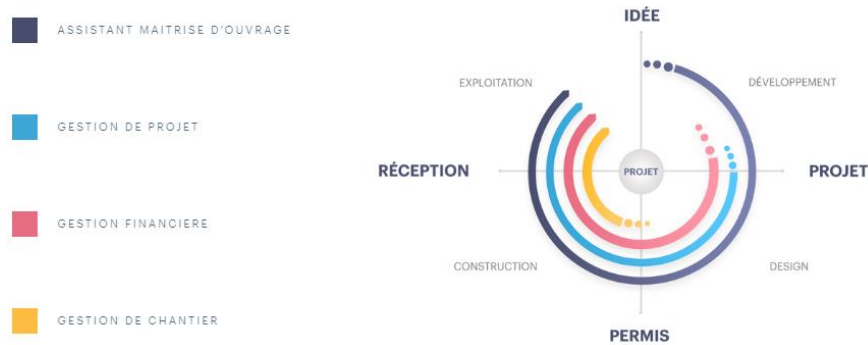 ASSISTANT MAITRISE D'OUVRAGE
GESTION DE PROJET
GESTION FINANCIERE
GESTION DE CHANTIER
IDÉE
EXPLOITATION
DÉVELOPPEMENT
RÉCEPTION
PROJET
PROJET
CONSTRUCTION
DESIGN
PERMIS